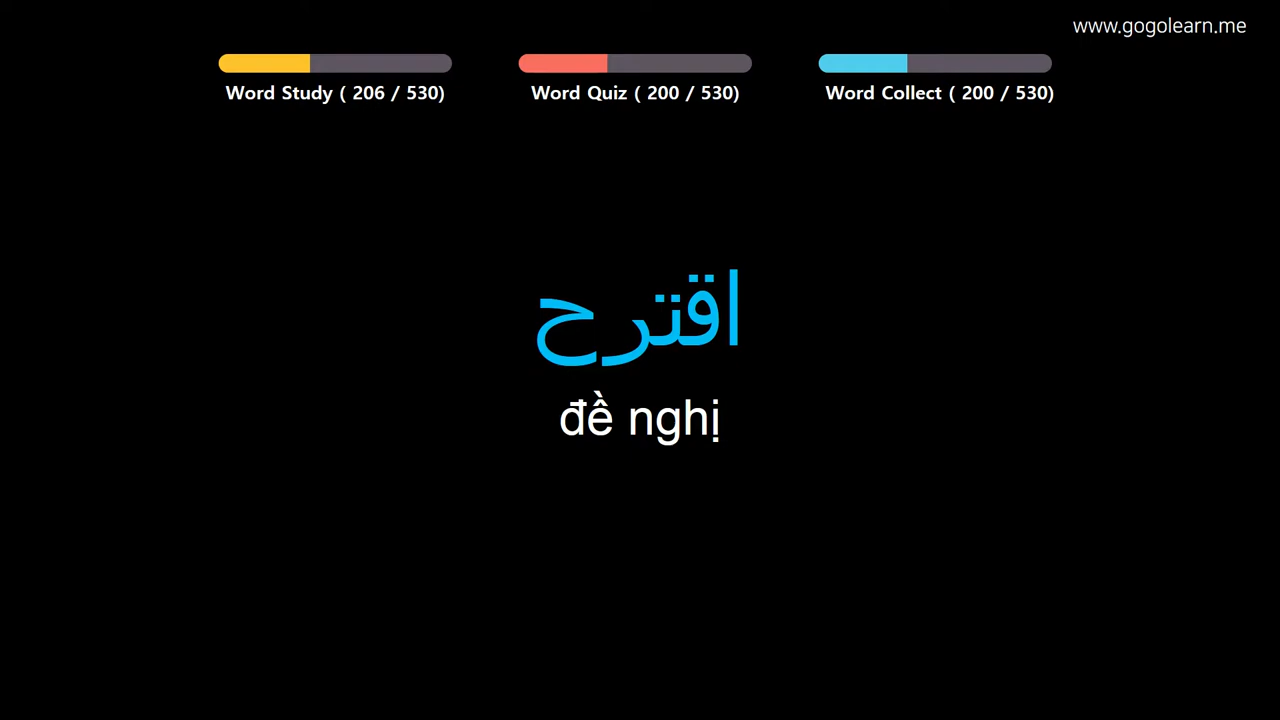 www.gogolearn.me
Word Study ( 206 / 530)
Word Quiz ( 200 / 530)
Word Collect ( 200 / 530)
اقترح
đề nghị